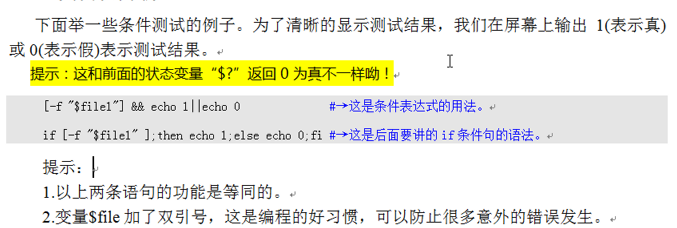 下面举一些条件测试的例子。为了清晰的显示测试结果，我们在屏幕上输出 1(表示真)
或 0(表示假)表示测试结果。
提示：这和前面的状态变量“$?”返回 0 为真不一样呦！
[-f "$file1"] && echo 1||echo 0 #→这是条件表达式的用法。
if [-f "$file1" ];then echo 1;else echo 0;fi #→这是后面要讲的 if 条件句的语法。
提示：
1.以上两条语句的功能是等同的。
2.变量$file 加了双引号，这是编程的好习惯，可以防止很多意外的错误发生。